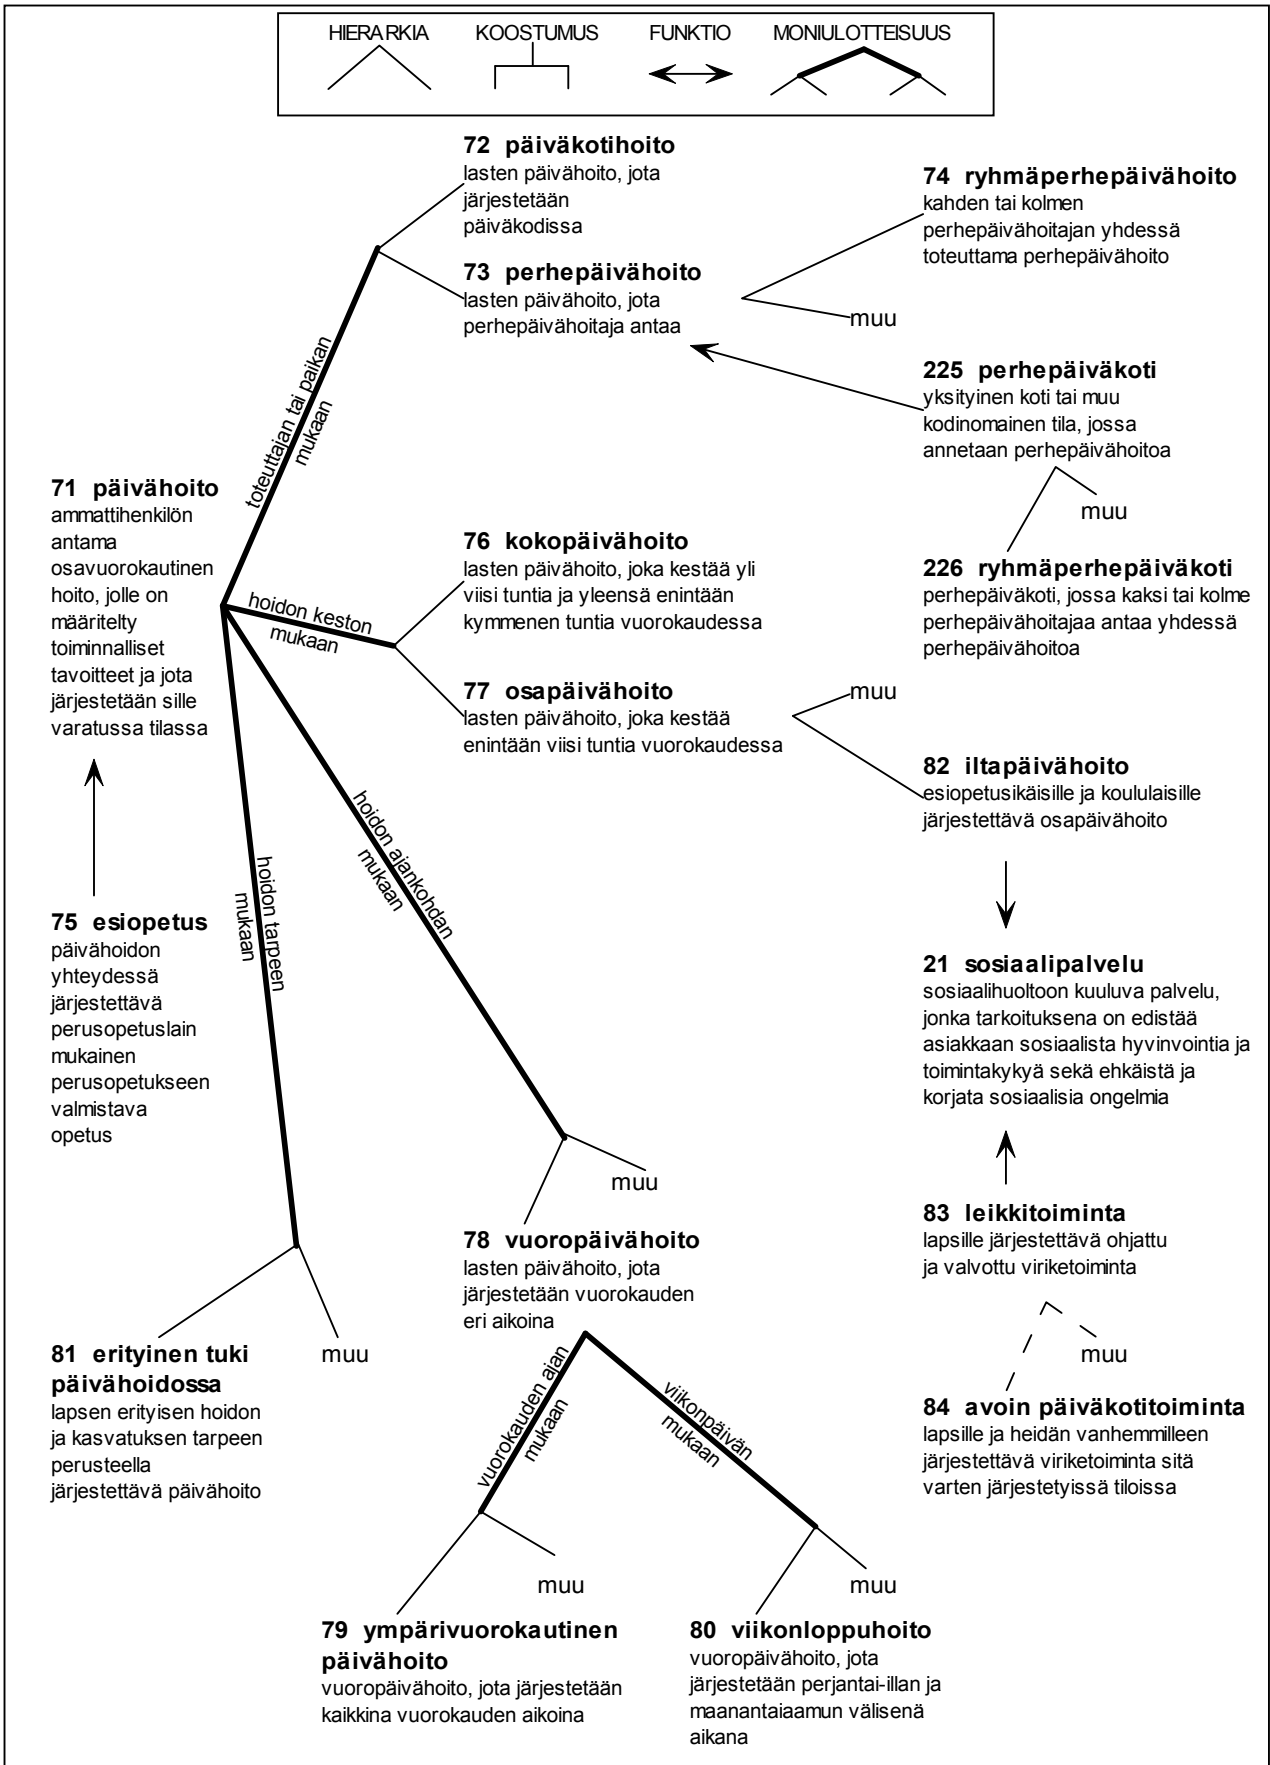 HIERARKIA KOOSTUMUS FUNKTIO MONIULOTTEISUUS
72 päiväkotihoito
lasten päivähoito, jota
järjestetään
päiväkodissa
73 perhepäivähoito
lasten päivähoito, jota
perhepäivähoitaja antaa
74 ryhmäperhepäivähoito
kahden tai kolmen
perhepäivähoitajan yhdessä
toteuttama perhepäivähoito
muu
225 perhepäiväkoti
yksityinen koti tai muu
kodinomainen tila, jossa
annetaan perhepäivähoitoa
muu
226 ryhmäperhepäiväkoti
perhepäiväkoti, jossa kaksi tai kolme
perhepäivähoitajaa antaa yhdessä
perhepäivähoitoa
toteuttajan tai paikan
mukaan
71 päivähoito
ammattihenkilön
antama
osavuorokautinen
hoito, jolle on
määritelty
toiminnalliset
tavoitteet ja jota
järjestetään sille
varatussa tilassa
hoidon keston
mukaan
76 kokopäivähoito
lasten päivähoito, joka kestää yli
viisi tuntia ja yleensä enintään
kymmenen tuntia vuorokaudessa
77 osapäivähoito
lasten päivähoito, joka kestää
enintään viisi tuntia vuorokaudessa
muu
82 iltapäivähoito
esiopetusikäisille ja koululaisille
järjestettävä osapäivähoito
hoidon ajankohdan
mukaan
hoidon tarpeen
mukaan
75 esiopetus
päivähoidon
yhteydessä
järjestettävä
perusopetuslain
mukainen
perusopetukseen
valmistava
opetus
21 sosiaalipalvelu
sosiaalihuoltoon kuuluva palvelu,
jonka tarkoituksena on edistää
asiakkaan sosiaalista hyvinvointia ja
toimintakykyä sekä ehkäistä ja
korjata sosiaalisia ongelmia
muu
78 vuoropäivähoito
lasten päivähoito, jota
järjestetään vuorokauden
eri aikoina
83 leikkitoiminta
lapsille järjestettävä ohjattu
ja valvottu viriketoiminta
81 erityinen tuki
päivähoidossa
lapsen erityisen hoidon
ja kasvatuksen tarpeen
perusteella
järjestettävä päivähoito
muu
vuorokauden ajan
mukaan
viikonpäivän
mukaan
muu
84 avoin päiväkotitoiminta
lapsille ja heidän vanhemmilleen
järjestettävä viriketoiminta sitä
varten järjestetyissä tiloissa
muu
muu
79 ympärivuorokautinen
päivähoito
vuoropäivähoito, jota järjestetään
kaikkina vuorokauden aikoina
80 viikonloppuhoito
vuoropäivähoito, jota
järjestetään perjantai-illan ja
maanantaiaamun välisenä
aikana